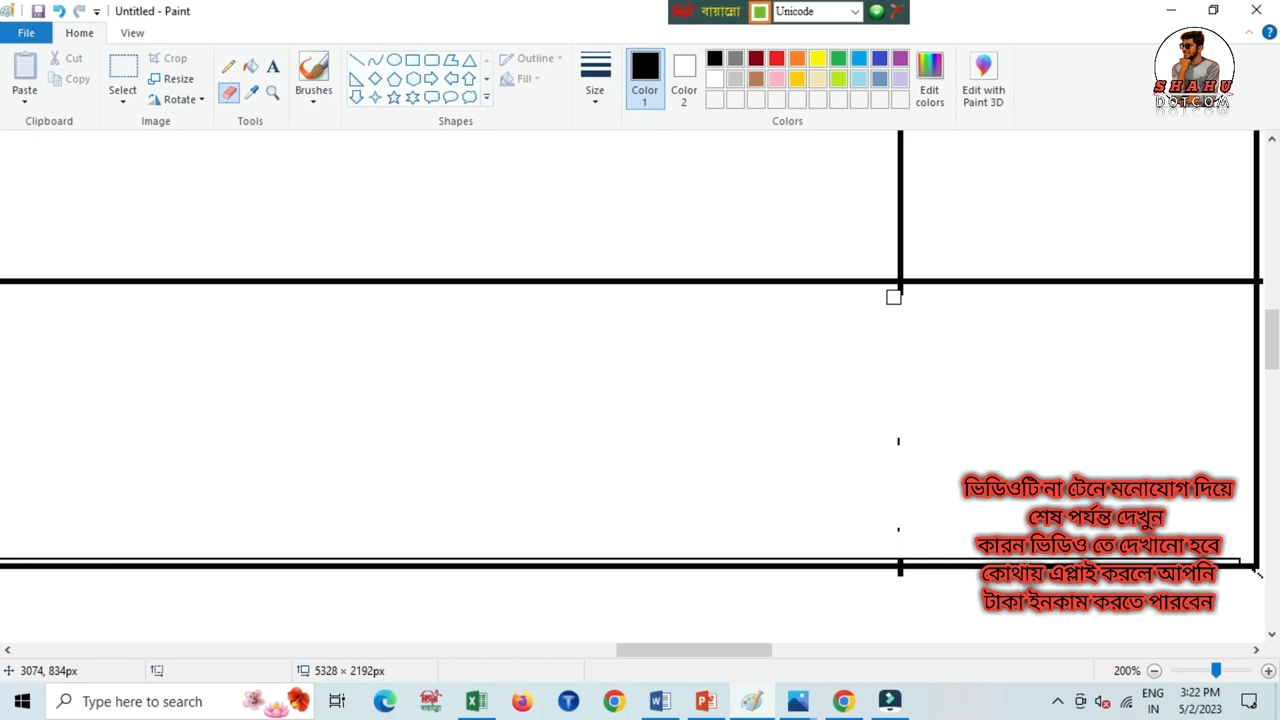 Untitled - Paint
বায়ান্নো
Unicode
File
Home
View
Paste
Cut
Copy
Clipboard
Select
Crop
Resize
Rotate
Image
Tools
Brushes
Shapes
Outline
Fill
Size
Color 1
Color 2
Colors
Edit colors
Edit with Paint 3D
SHAHU
DOTCOM
ভিডিওটি না টেনে মনোযোগ দিয়ে
শেষ পর্যন্ত দেখুন
কারন ভিডিও তে দেখানো হবে
কোথায় এপ্লাই করলে আপনি
টাকা ইনকাম করতে পারবেন
3074, 834px
5328 × 2192px
200%
Type here to search
ENG
IN
3:22 PM
5/2/2023